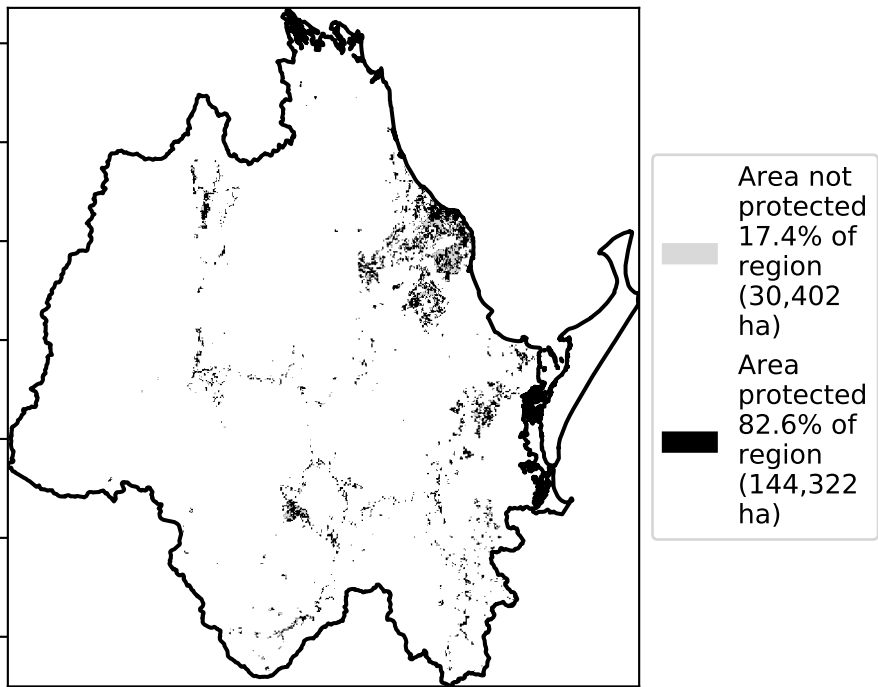 Area not
protected
17.4% of
region
(30,402
ha)
Area
protected
82.6% of
region
(144,322
ha)